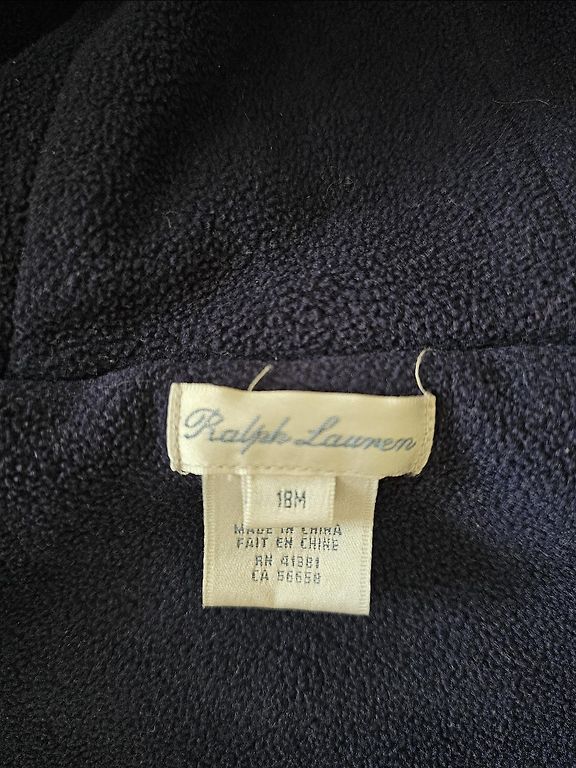 Ralph Lauren
18M
MADE IN CHINA
FAIT EN CHINE
RN 41381
CA 56658